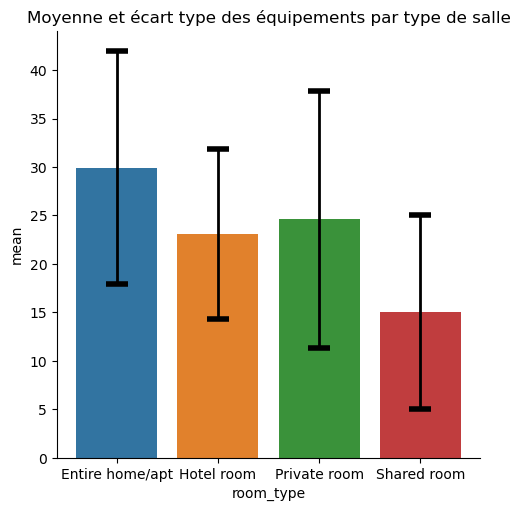 Moyenne et écart type des équipements par type de salle
40
35
30
25
20
15
10
5
0
mean
Entire home/apt Hotel room Private room Shared room
room_type